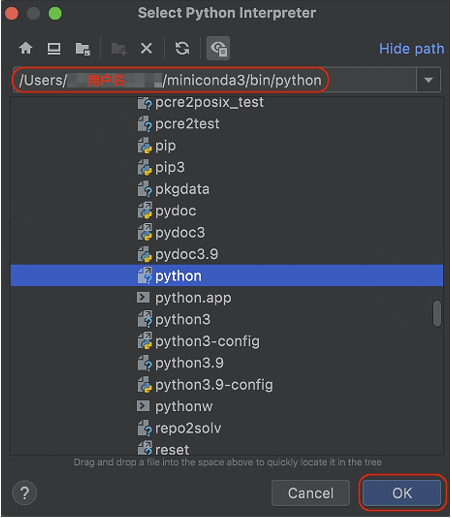 Select Python Interpreter
Hide path
/Users/ 用户名 /miniconda3/bin/python
pcre2posix_test
pcre2test
pip
pip3
pkgdata
pydoc
pydoc3
pydoc3.9
python
python.app
python3
python3-config
python3.9
python3.9-config
pythonw
repo2solv
reset
Drag and drop a file into the space above to quickly locate it in the tree
?
Cancel
OK